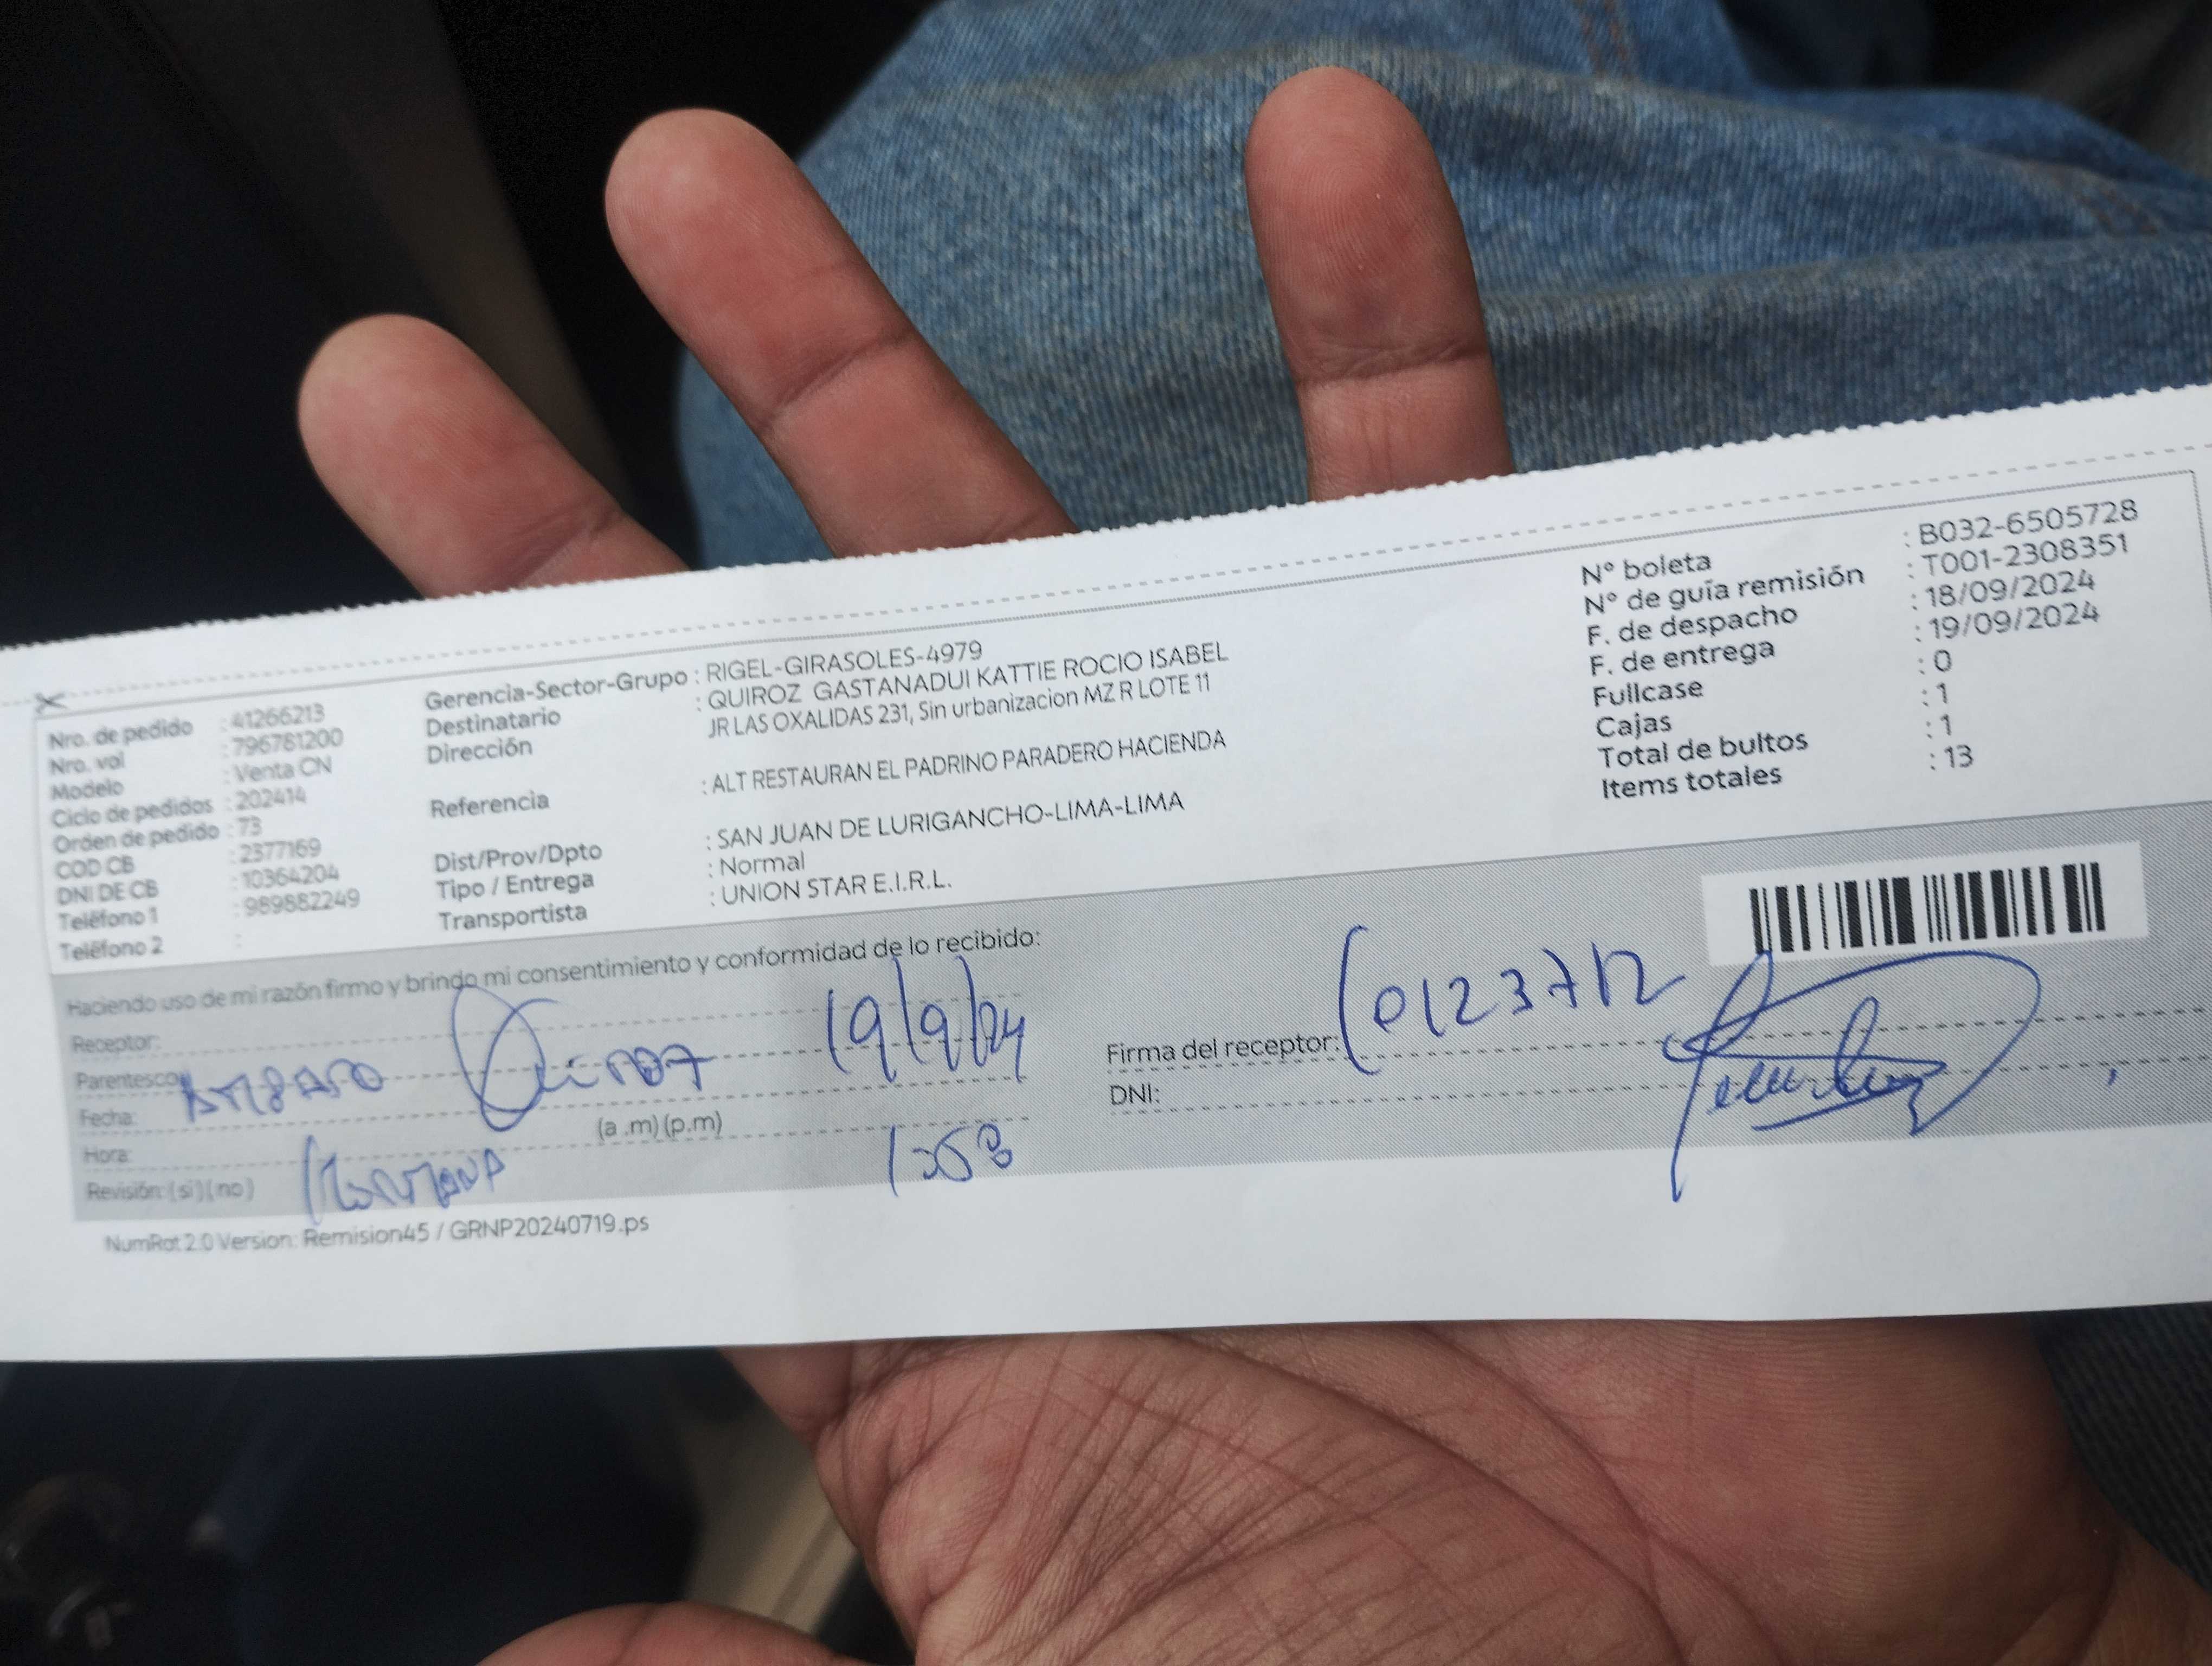 Nro. de pedido : 41266213
Nro. vol : 796781200
Modelo : Venta CN
Ciclo de pedidos : 202414
Orden de pedido : 73
COD CB : 2377169
DNI DE CB : 10364204
Teléfono 1 : 989882249
Teléfono 2 :
Gerencia-Sector-Grupo : RIGEL-GIRASOLES-4979
Destinatario : QUIROZ GASTANADUI KATTIE ROCIO ISABEL
Dirección JR LAS OXALIDAS 231, Sin urbanizacion MZ R LOTE 11
Referencia : ALT RESTAURAN EL PADRINO PARADERO HACIENDA
Dist/Prov/Dpto : SAN JUAN DE LURIGANCHO-LIMA-LIMA
Tipo / Entrega : Normal
Transportista : UNION STAR E.I.R.L.
N° boleta : B032-6505728
N° de guía remisión : T001-2308351
F. de despacho : 18/09/2024
F. de entrega : 19/09/2024
Fullcase : 0
Cajas : 1
Total de bultos : 1
Items totales : 13
Haciendo uso de mi razón firmo y brindo mi consentimiento y conformidad de lo recibido:
Receptor:
Parentesco:
Fecha: 19/9/24
Hora: (a .m) (p.m)
Revisión: (si) (no)
Firma del receptor:
DNI:
NumRot 2.0 Version: Remision45 / GRNP20240719.ps